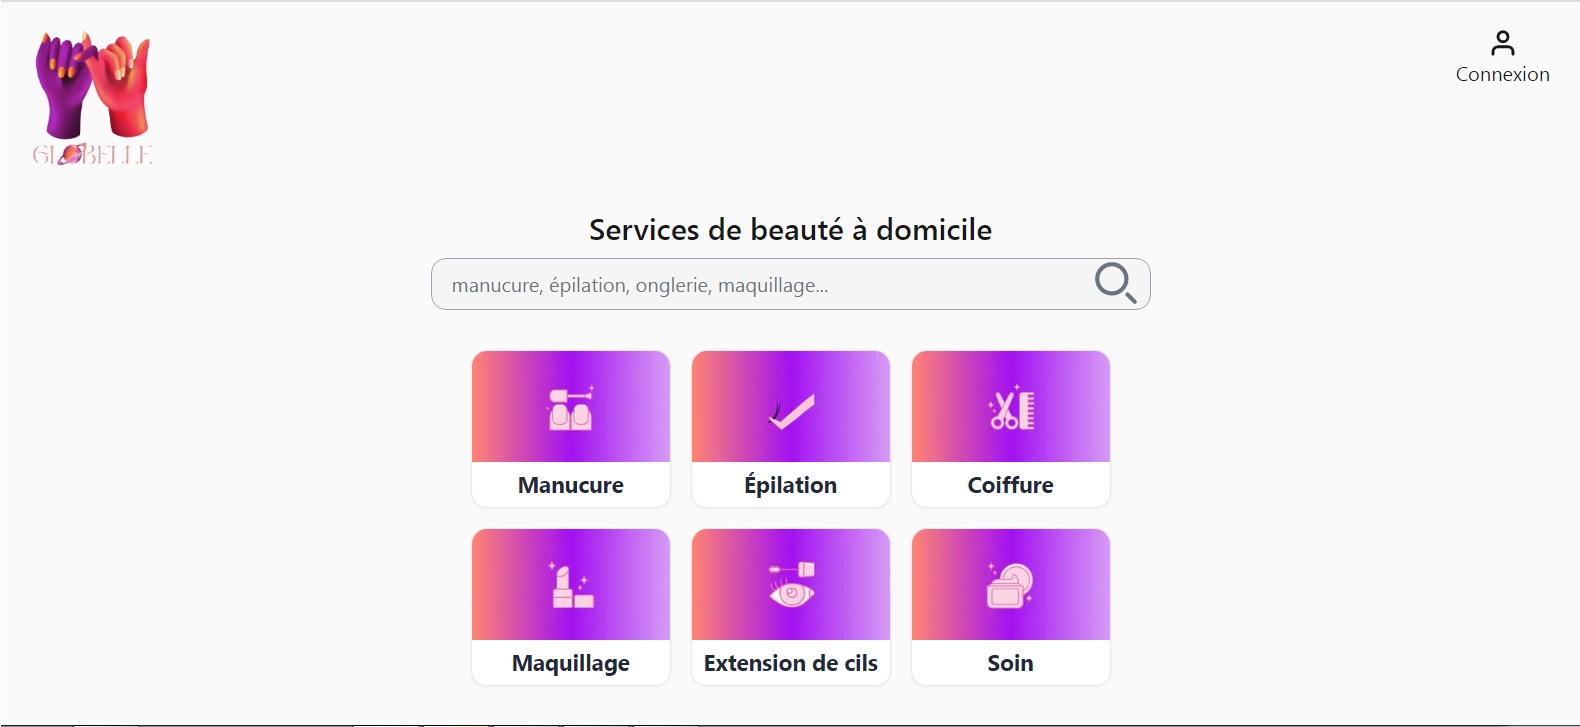 GLOBELLE
Connexion
Services de beauté à domicile
manucure, épilation, onglerie, maquillage...
Manucure
Épilation
Coiffure
Maquillage
Extension de cils
Soin